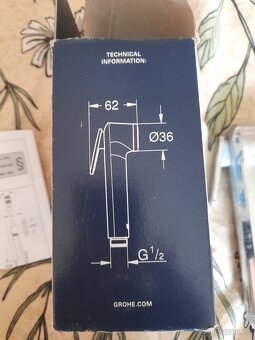 TECHNICAL
INFORMATION:
62
Ø36
G 1/2
GROHE.COM